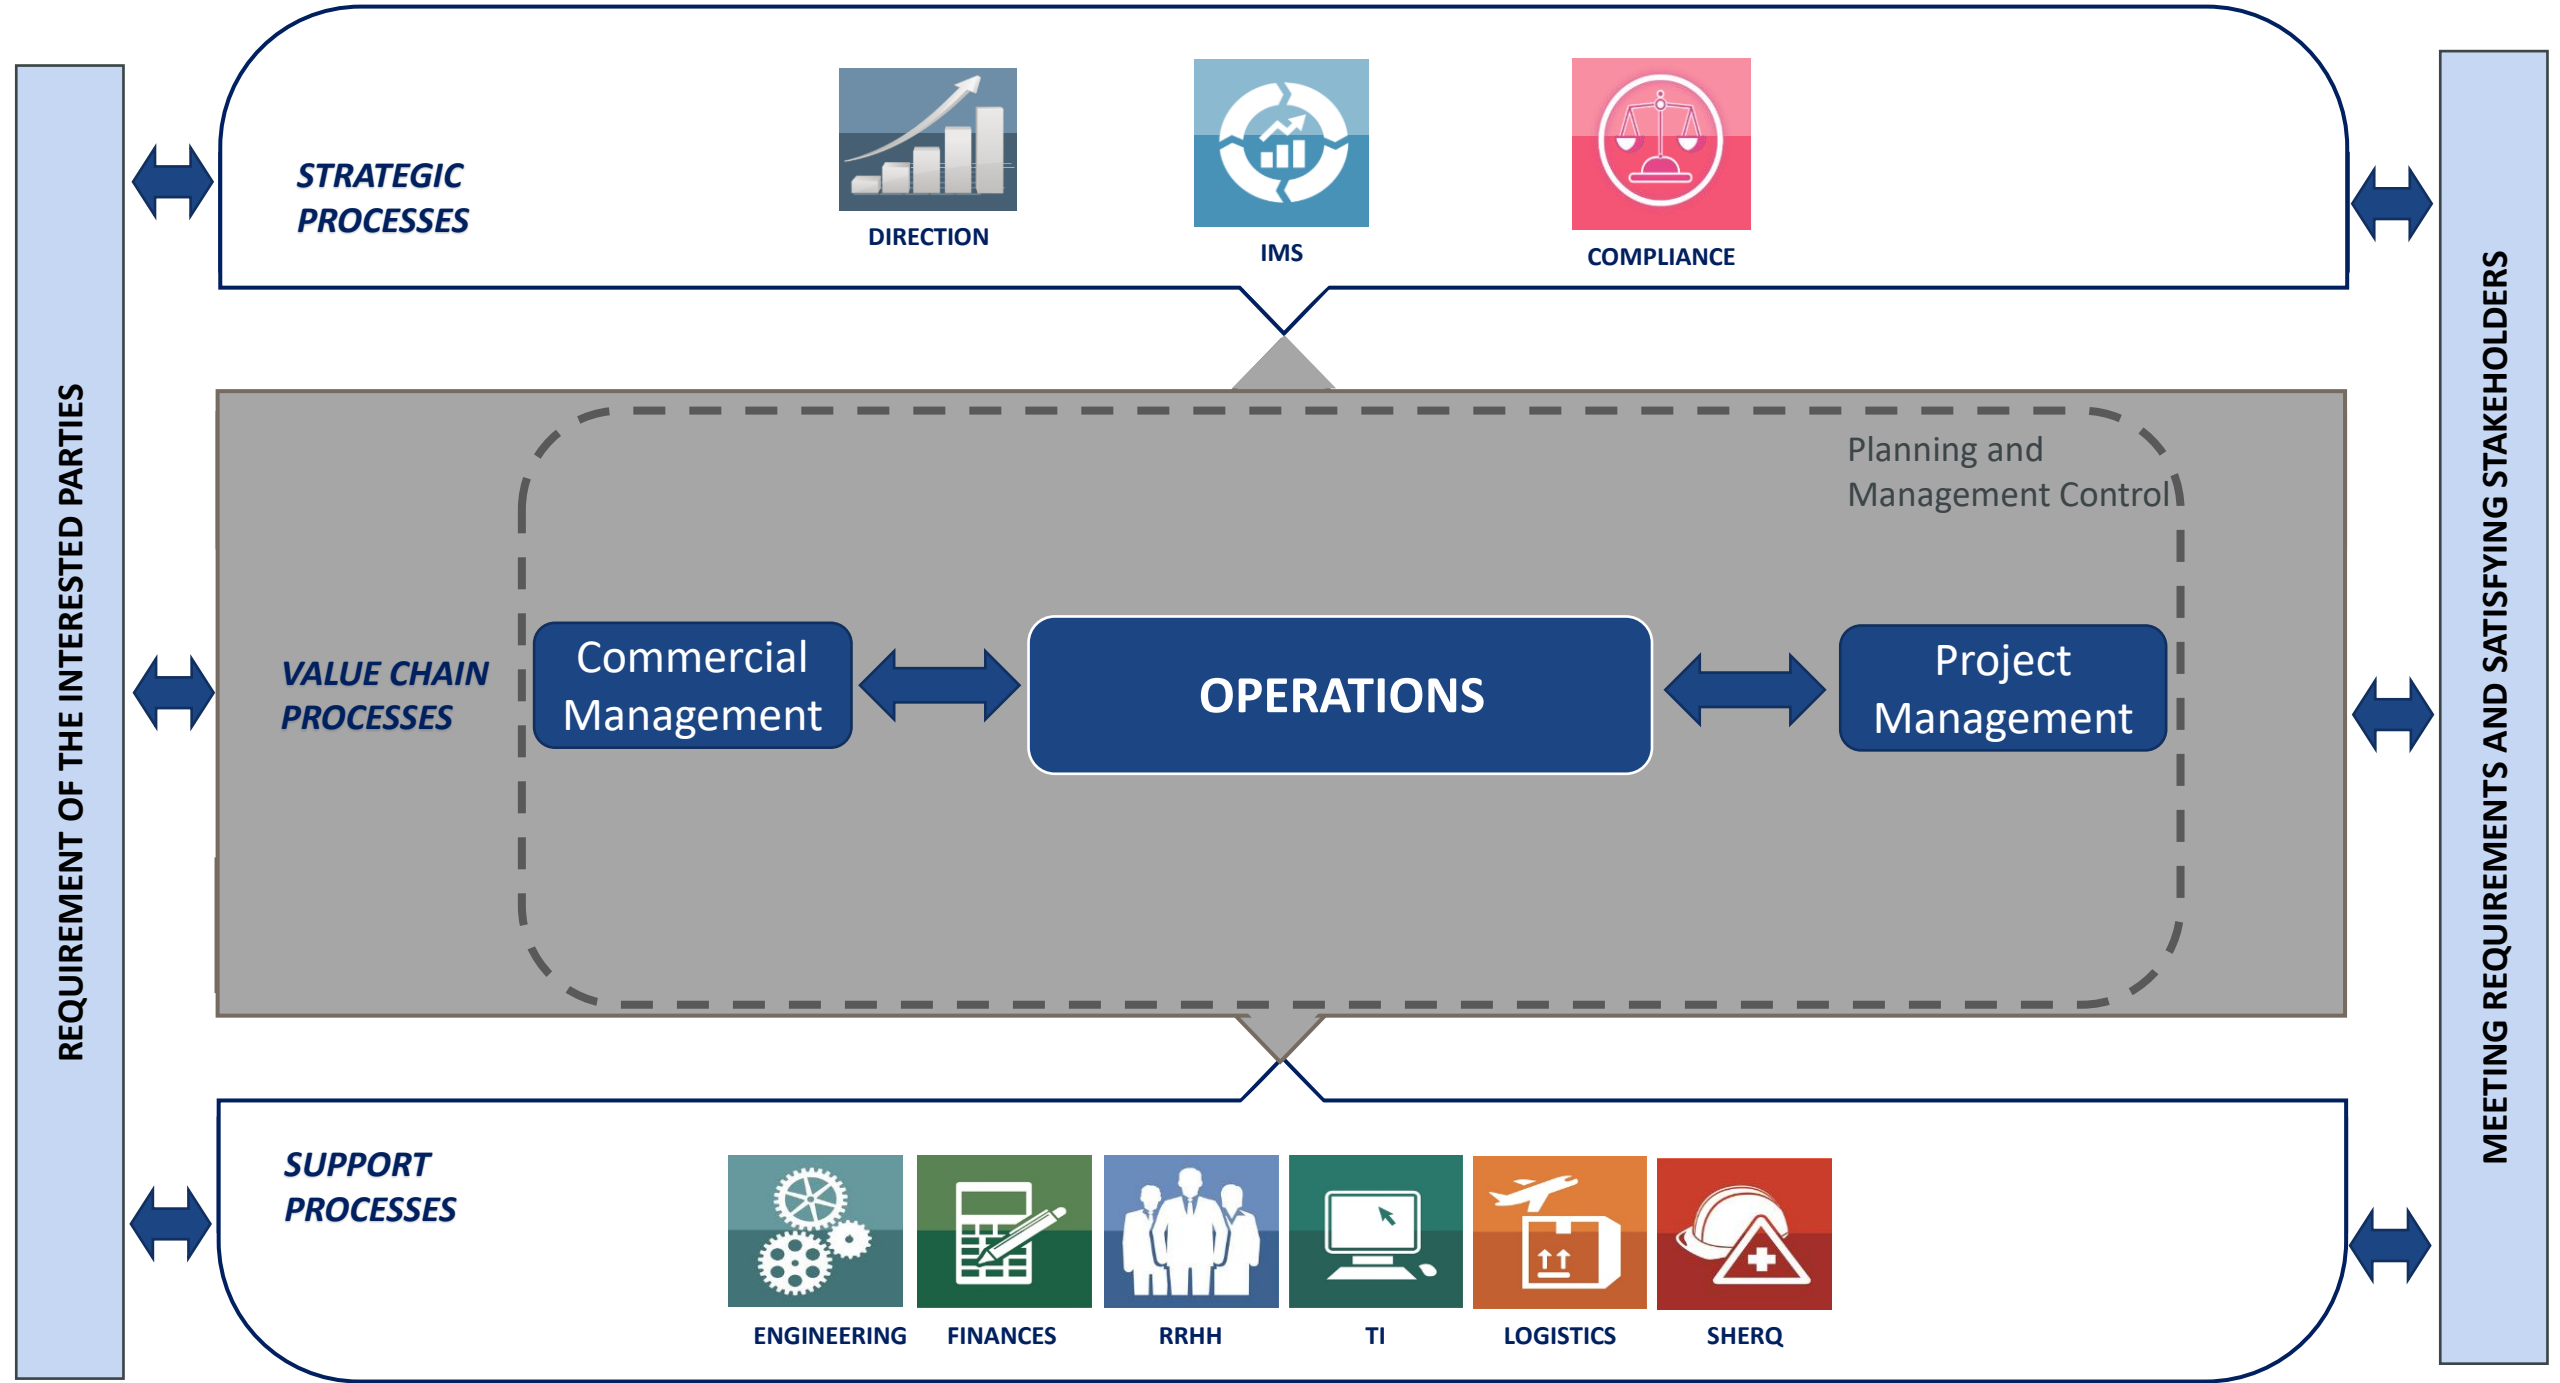 REQUIREMENT OF THE INTERESTED PARTIES
STRATEGIC
PROCESSES
DIRECTION
IMS
COMPLIANCE
Planning and
Management Control
VALUE CHAIN
PROCESSES
Commercial
Management
OPERATIONS
Project
Management
SUPPORT
PROCESSES
ENGINEERING
FINANCES
RRHH
TI
LOGISTICS
SHERQ
MEETING REQUIREMENTS AND SATISFYING STAKEHOLDERS